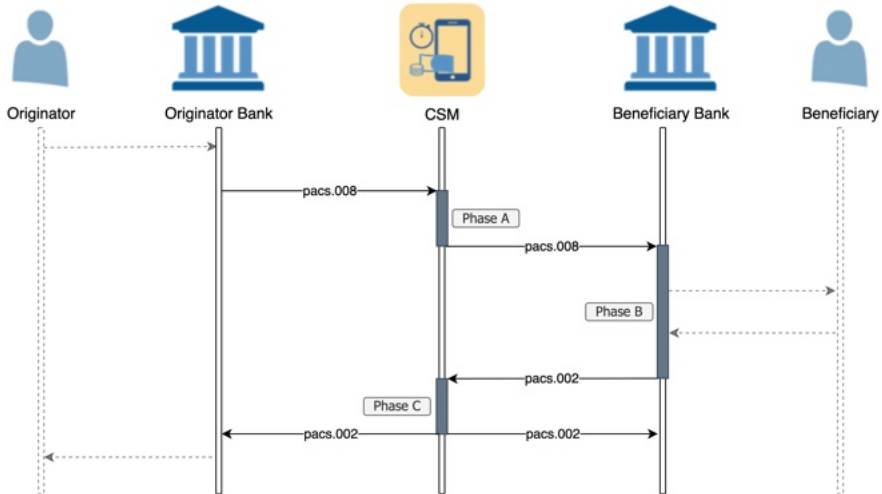 Originator
Originator Bank
CSM
Beneficiary Bank
Beneficiary
pacs.008
Phase A
pacs.008
Phase B
pacs.002
Phase C
pacs.002
pacs.002